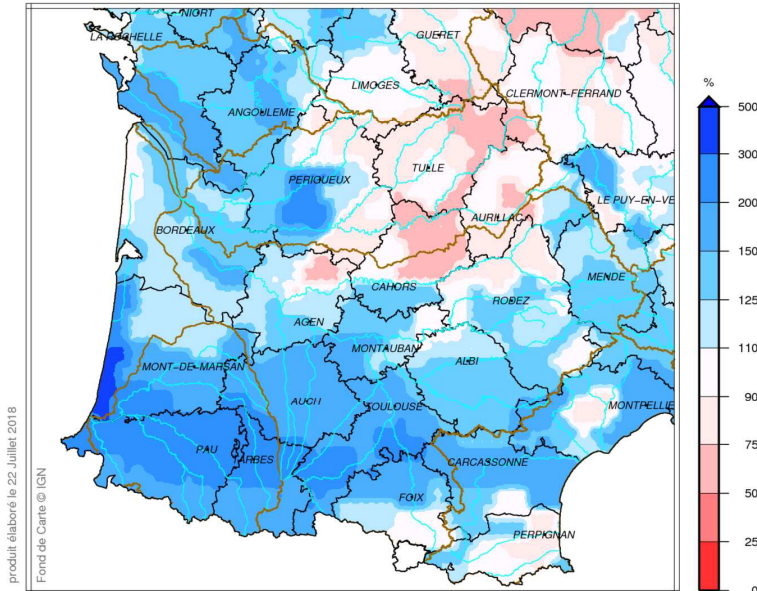 NIORT
LA ROCHELLE
GUERET
LIMOGES
CLERMONT-FERRAND
ANGOULEME
TULLE
PERIGUEUX
LE PUY-EN-VE
AURILLAC
BORDEAUX
MENDE
CAHORS
RODEZ
AGEN
MONTAUBAN
ALBI
MONT-DE-MARSAN
AUCH
TOULOUSE
MONTPELLIE
PAU
TARBES
CARCASSONNE
FOIX
PERPIGNAN
%
500
300
200
150
125
110
90
75
50
25
0
produit élaboré le 22 Juillet 2018
Fond de Carte © IGN